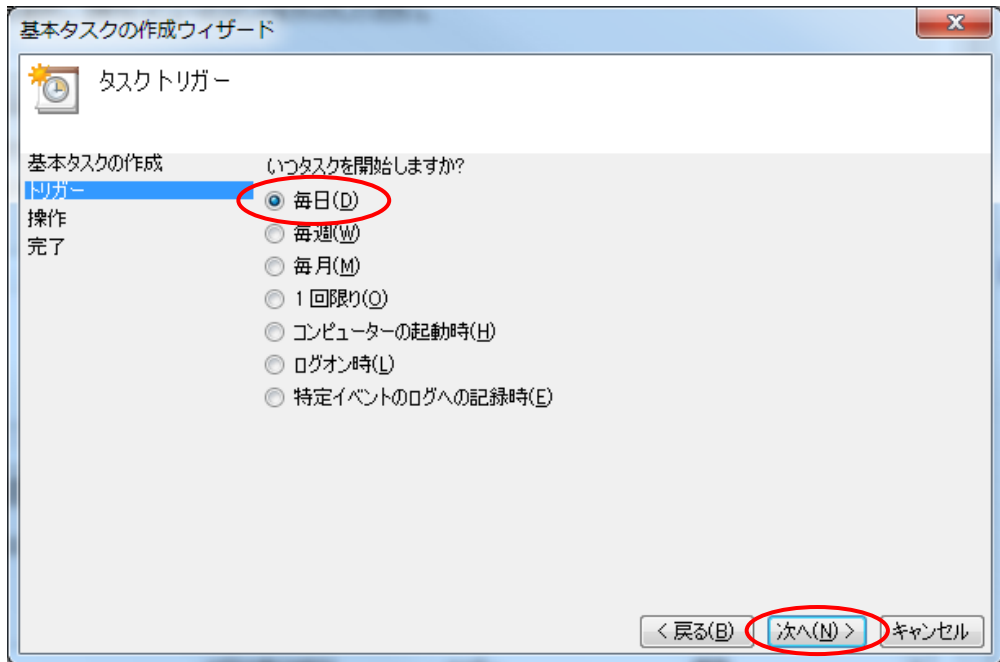 基本タスクの作成ウィザード
タスクトリガー
基本タスクの作成
トリガー
操作
完了
いつタスクを開始しますか?
毎日(D)
毎週(W)
毎月(M)
1 回限り(O)
コンピューターの起動時(H)
ログオン時(L)
特定イベントのログへの記録時(E)
< 戻る(B)
次へ(N) >
キャンセル